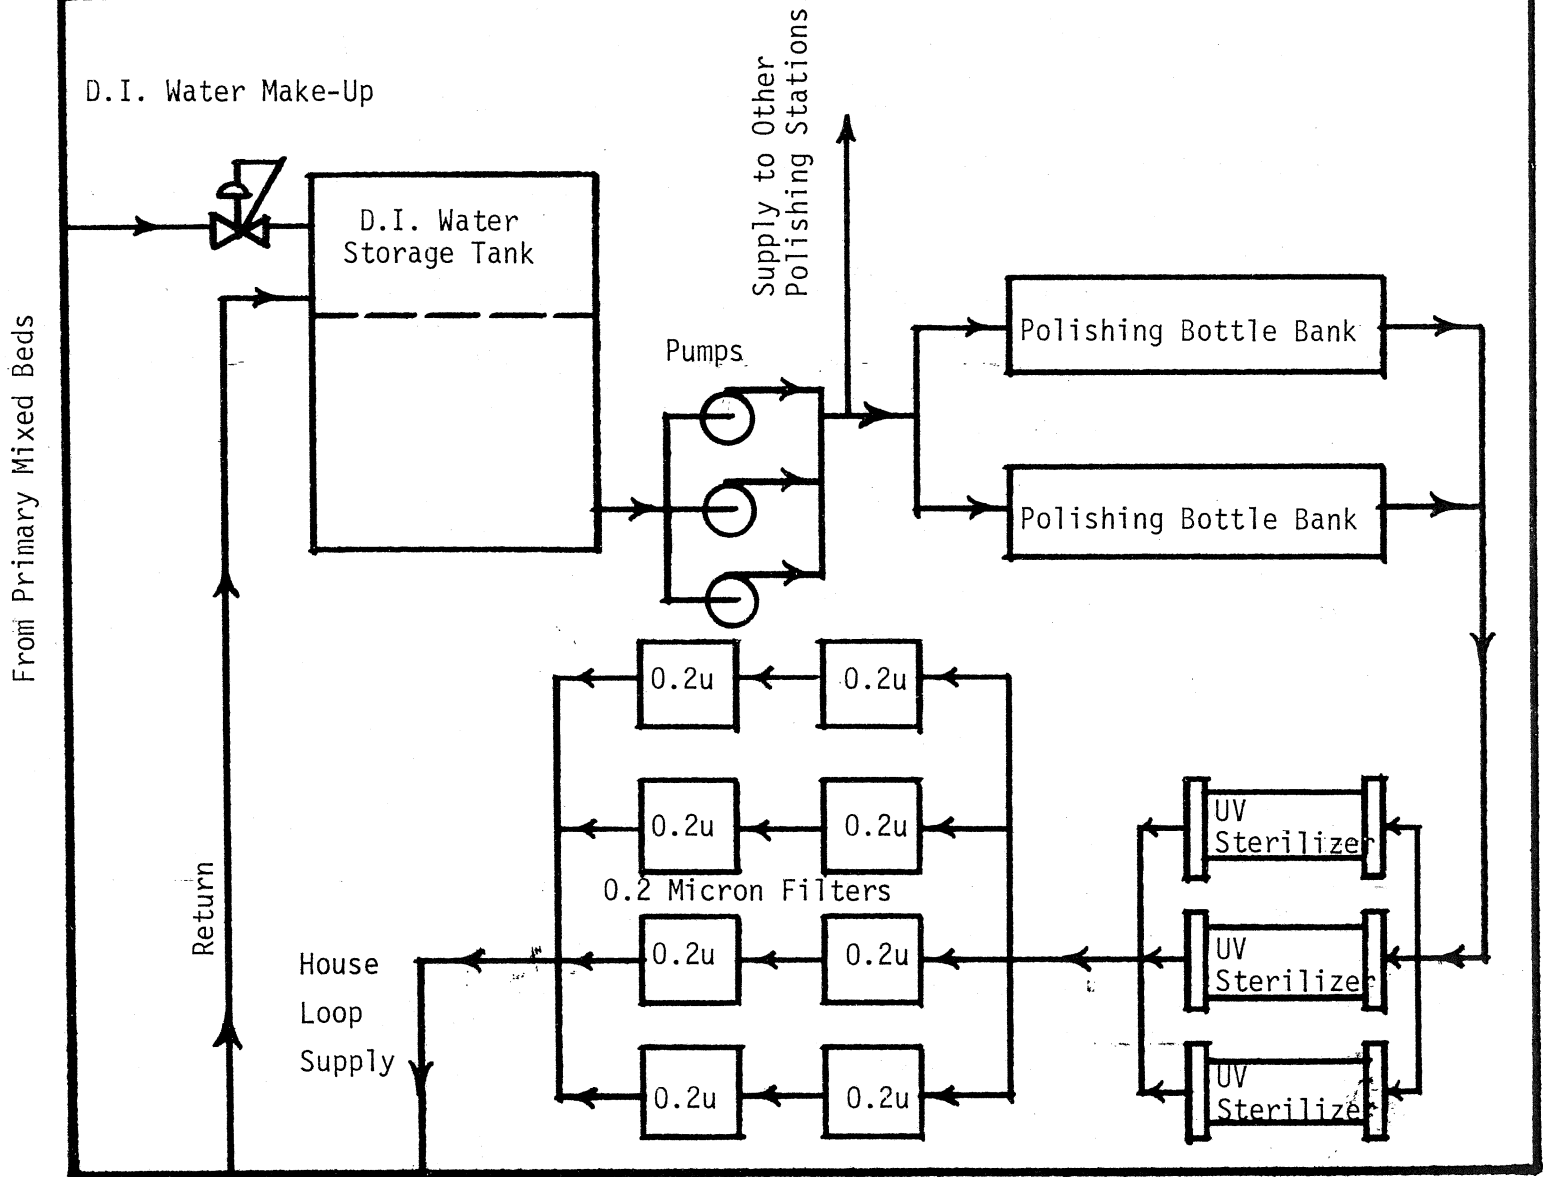 D.I. Water Make-Up
Supply to Other
Polishing Stations
D.I. Water
Storage Tank
From Primary Mixed Beds
Pumps
Polishing Bottle Bank
Polishing Bottle Bank
0.2u
0.2u
0.2u
0.2u
UV
Sterilizer
0.2 Micron Filters
Return
House
Loop
Supply
0.2u
0.2u
UV
Sterilizer
0.2u
0.2u
UV
Sterilizer